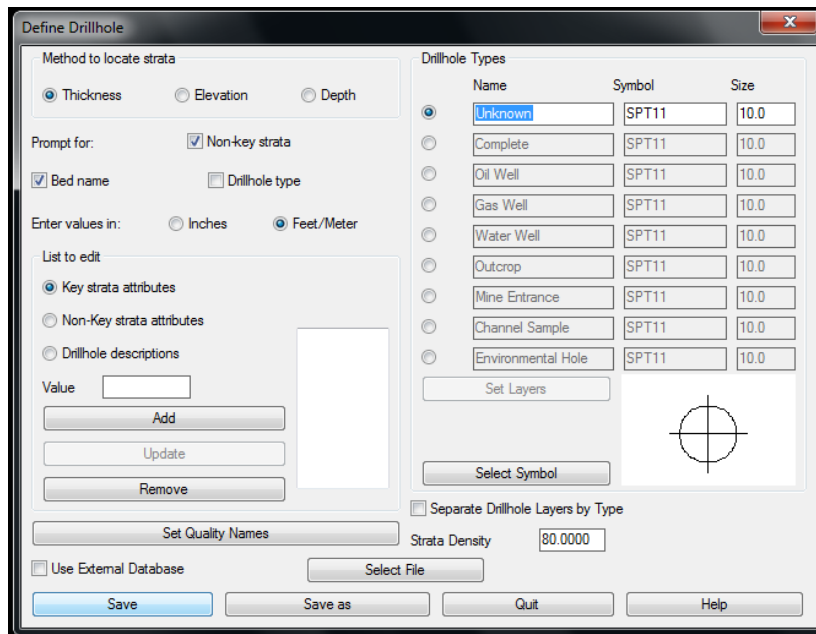 Define Drillhole
Method to locate strata
Thickness Elevation Depth
Prompt for: Non-key strata
Bed name Drillhole type
Enter values in: Inches Feet/Meter
List to edit
Key strata attributes
Non-Key strata attributes
Drillhole descriptions
Value
Add
Update
Remove
Set Quality Names
Use External Database Select File
Drillhole Types
Name Symbol Size
Unknown SPT11 10.0
Complete SPT11 10.0
Oil Well SPT11 10.0
Gas Well SPT11 10.0
Water Well SPT11 10.0
Outcrop SPT11 10.0
Mine Entrance SPT11 10.0
Channel Sample SPT11 10.0
Environmental Hole SPT11 10.0
Set Layers
Select Symbol
Separate Drillhole Layers by Type
Strata Density 80.0000
Save Save as Quit Help